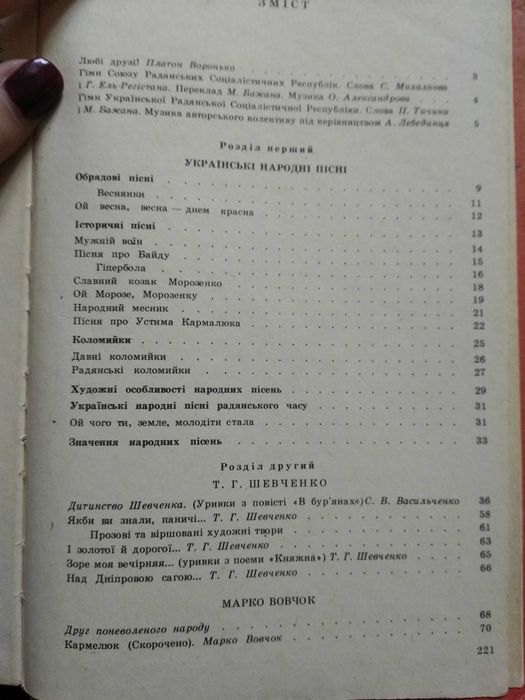 ЗМІСТ
Любі друзі! Платон Воронько 3
Гімн Союзу Радянських Соціалістичних Республік. Слова С. Михалкова
і Г. Ель-Регістана. Переклад М. Бажана. Музика О. Александрова 4
Гімн Української Радянської Соціалістичної Республіки. Слова П. Тичини
і М. Бажана. Музика авторського колективу під керівництвом А. Лебединця 5
Розділ перший
УКРАЇНСЬКІ НАРОДНІ ПІСНІ
Обрядові пісні 9
Веснянки 11
Ой весна, весна — днем красна 12
Історичні пісні 13
Мужній воїн 14
Пісня про Байду 15
Гіпербола 16
Славний козак Морозенко 18
Ой Морозе, Морозенку 19
Народний месник 21
Пісня про Устима Кармалюка 22
Коломийки 25
Давні коломийки 26
Радянські коломийки 27
Художні особливості народних пісень 29
Українські народні пісні радянського часу 31
Ой чого ти, земле, молодіти стала 31
Значення народних пісень 33
Розділ другий
Т. Г. ШЕВЧЕНКО
Дитинство Шевченка. (Уривки з повісті «В бур'янах») С. В. Васильченко 36
Якби ви знали, паничі... Т. Г. Шевченко 58
Прозові та віршовані художні твори 61
І золотої й дорогої... Т. Г. Шевченко 63
Зоре моя вечірняя... (уривки з поеми «Княжна») Т. Г. Шевченко 65
Над Дніпровою сагою... Т. Г. Шевченко 66
МАРКО ВОВЧОК
Друг поневоленого народу 68
Кармелюк (Скорочено). Марко Вовчок 70
221